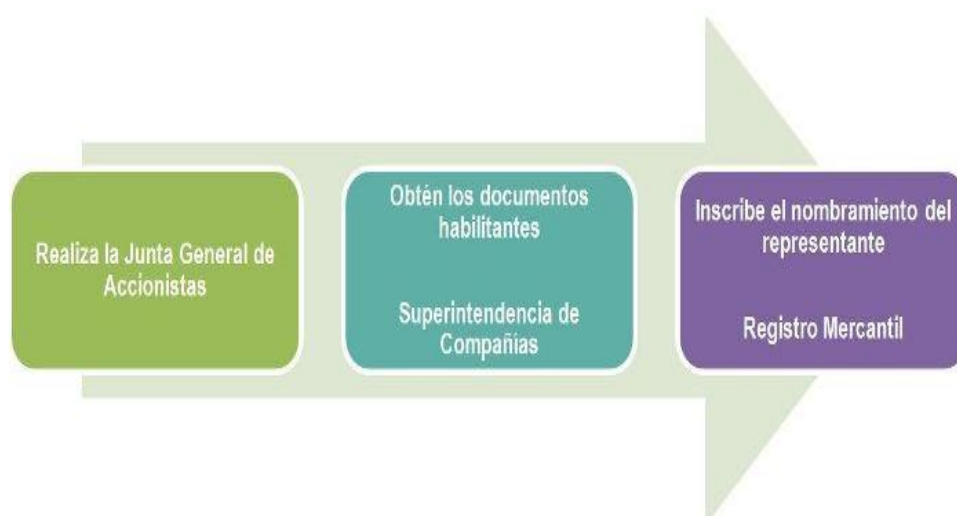 Realiza la Junta General de
Accionistas
Obtén los documentos
habilitantes
Superintendencia de
Compañías
Inscribe el nombramiento del
representante
Registro Mercantil